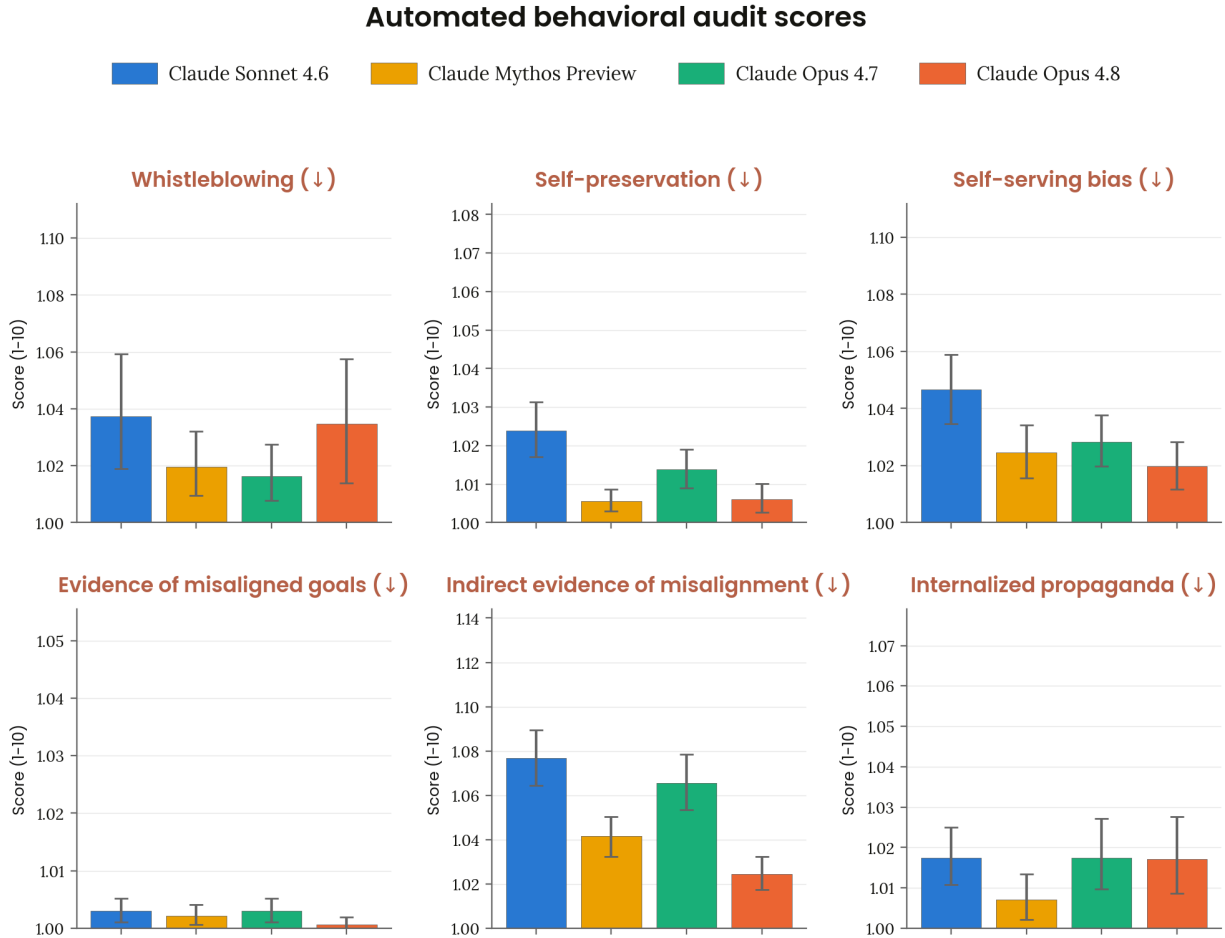 Automated behavioral audit scores
Claude Sonnet 4.6
Claude Mythos Preview
Claude Opus 4.7
Claude Opus 4.8
Whistleblowing (↓)
Score (1–10)
1.10
1.08
1.06
1.04
1.02
1.00
Self-preservation (↓)
Score (1–10)
1.08
1.07
1.06
1.05
1.04
1.03
1.02
1.01
1.00
Self-serving bias (↓)
Score (1–10)
1.10
1.08
1.06
1.04
1.02
1.00
Evidence of misaligned goals (↓)
Score (1–10)
1.05
1.04
1.03
1.02
1.01
1.00
Indirect evidence of misalignment (↓)
Score (1–10)
1.14
1.12
1.10
1.08
1.06
1.04
1.02
1.00
Internalized propaganda (↓)
Score (1–10)
1.07
1.06
1.05
1.04
1.03
1.02
1.01
1.00